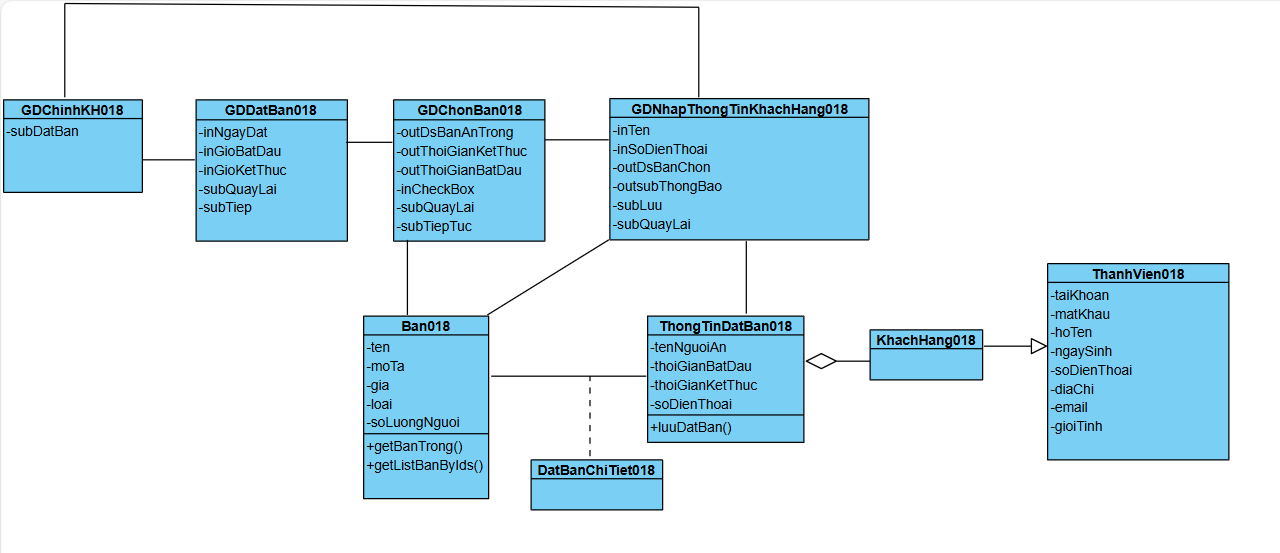 GDChinhKH018
-subDatBan
GDDatBan018
-inNgayDat
-inGioBatDau
-inGioKetThuc
-subQuayLai
-subTiep
GDChonBan018
-outDsBanAnTrong
-outThoiGianKetThuc
-outThoiGianBatDau
-inCheckBox
-subQuayLai
-subTiepTuc
GDNhapThongTinKhachHang018
-inTen
-inSoDienThoai
-outDsBanChon
-outsubThongBao
-subLuu
-subQuayLai
Ban018
-ten
-moTa
-gia
-loai
-soLuongNguoi
+getBanTrong()
+getListBanByIds()
ThongTinDatBan018
-tenNguoiAn
-thoiGianBatDau
-thoiGianKetThuc
-soDienThoai
+luuDatBan()
DatBanChiTiet018
KhachHang018
ThanhVien018
-taiKhoan
-matKhau
-hoTen
-ngaySinh
-soDienThoai
-diaChi
-email
-gioiTinh